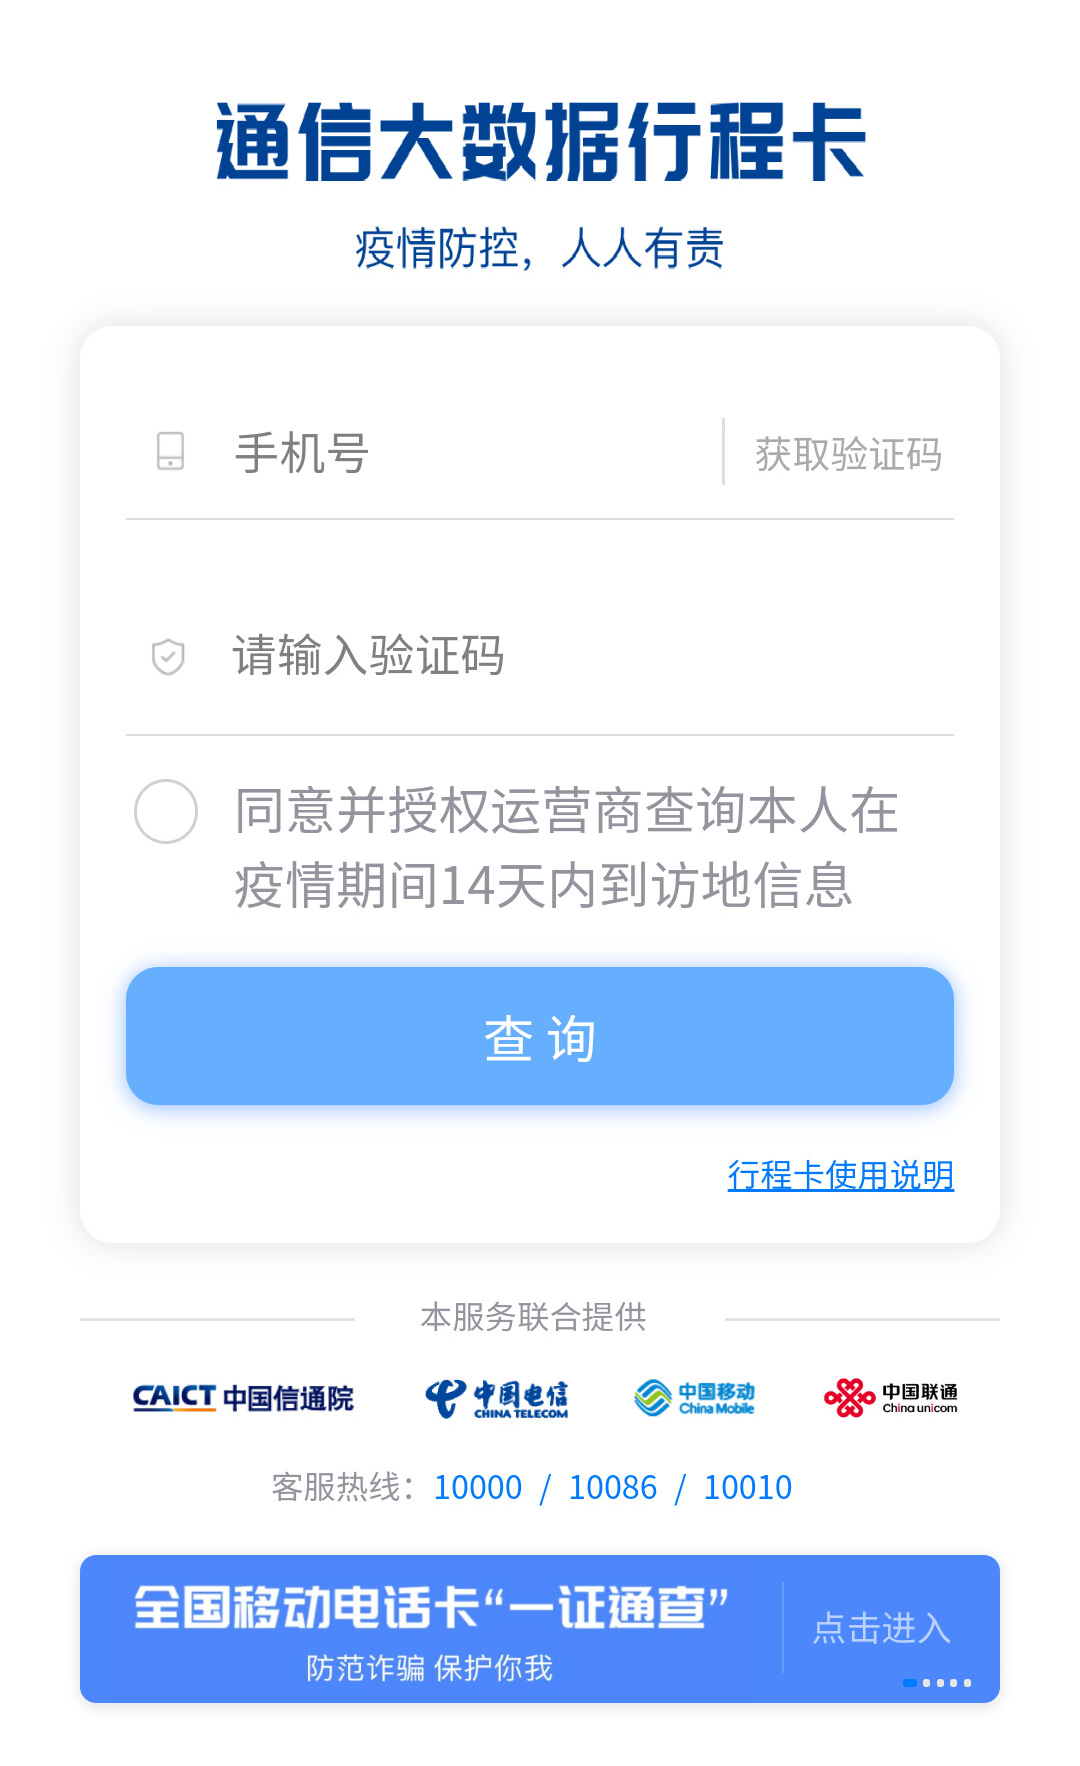 通信大数据行程卡
疫情防控，人人有责
手机号
获取验证码
请输入验证码
同意并授权运营商查询本人在
疫情期间14天内到访地信息
查 询
行程卡使用说明
本服务联合提供
CAICT 中国信通院
中国电信
CHINA TELECOM
中国移动
China Mobile
中国联通
China unicom
客服热线：10000 / 10086 / 10010
全国移动电话卡“一证通查”
防范诈骗 保护你我
点击进入